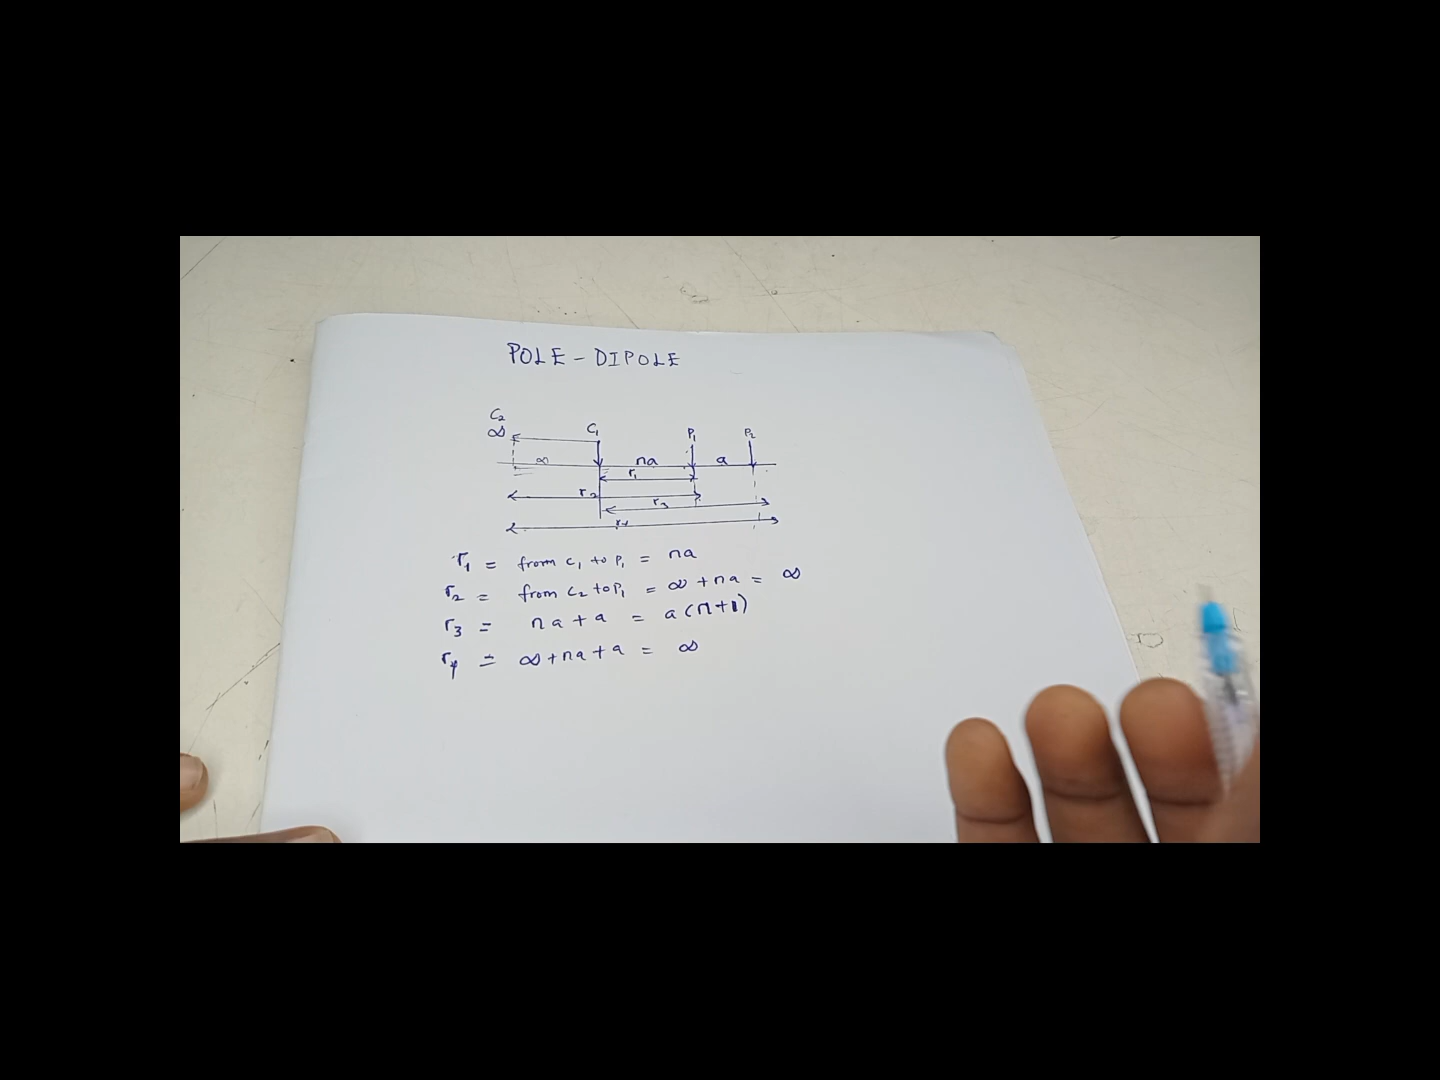 POLE - DIPOLE
C₂
∞ C₁ P₁ P₂
∞ na a
r₁
r₂ r₃
r₄
r₁ = from c₁ to P₁ = na
r₂ = from c₂ to P₁ = ∞ + na = ∞
r₃ = na + a = a(n+1)
r₄ = ∞ + na + a = ∞